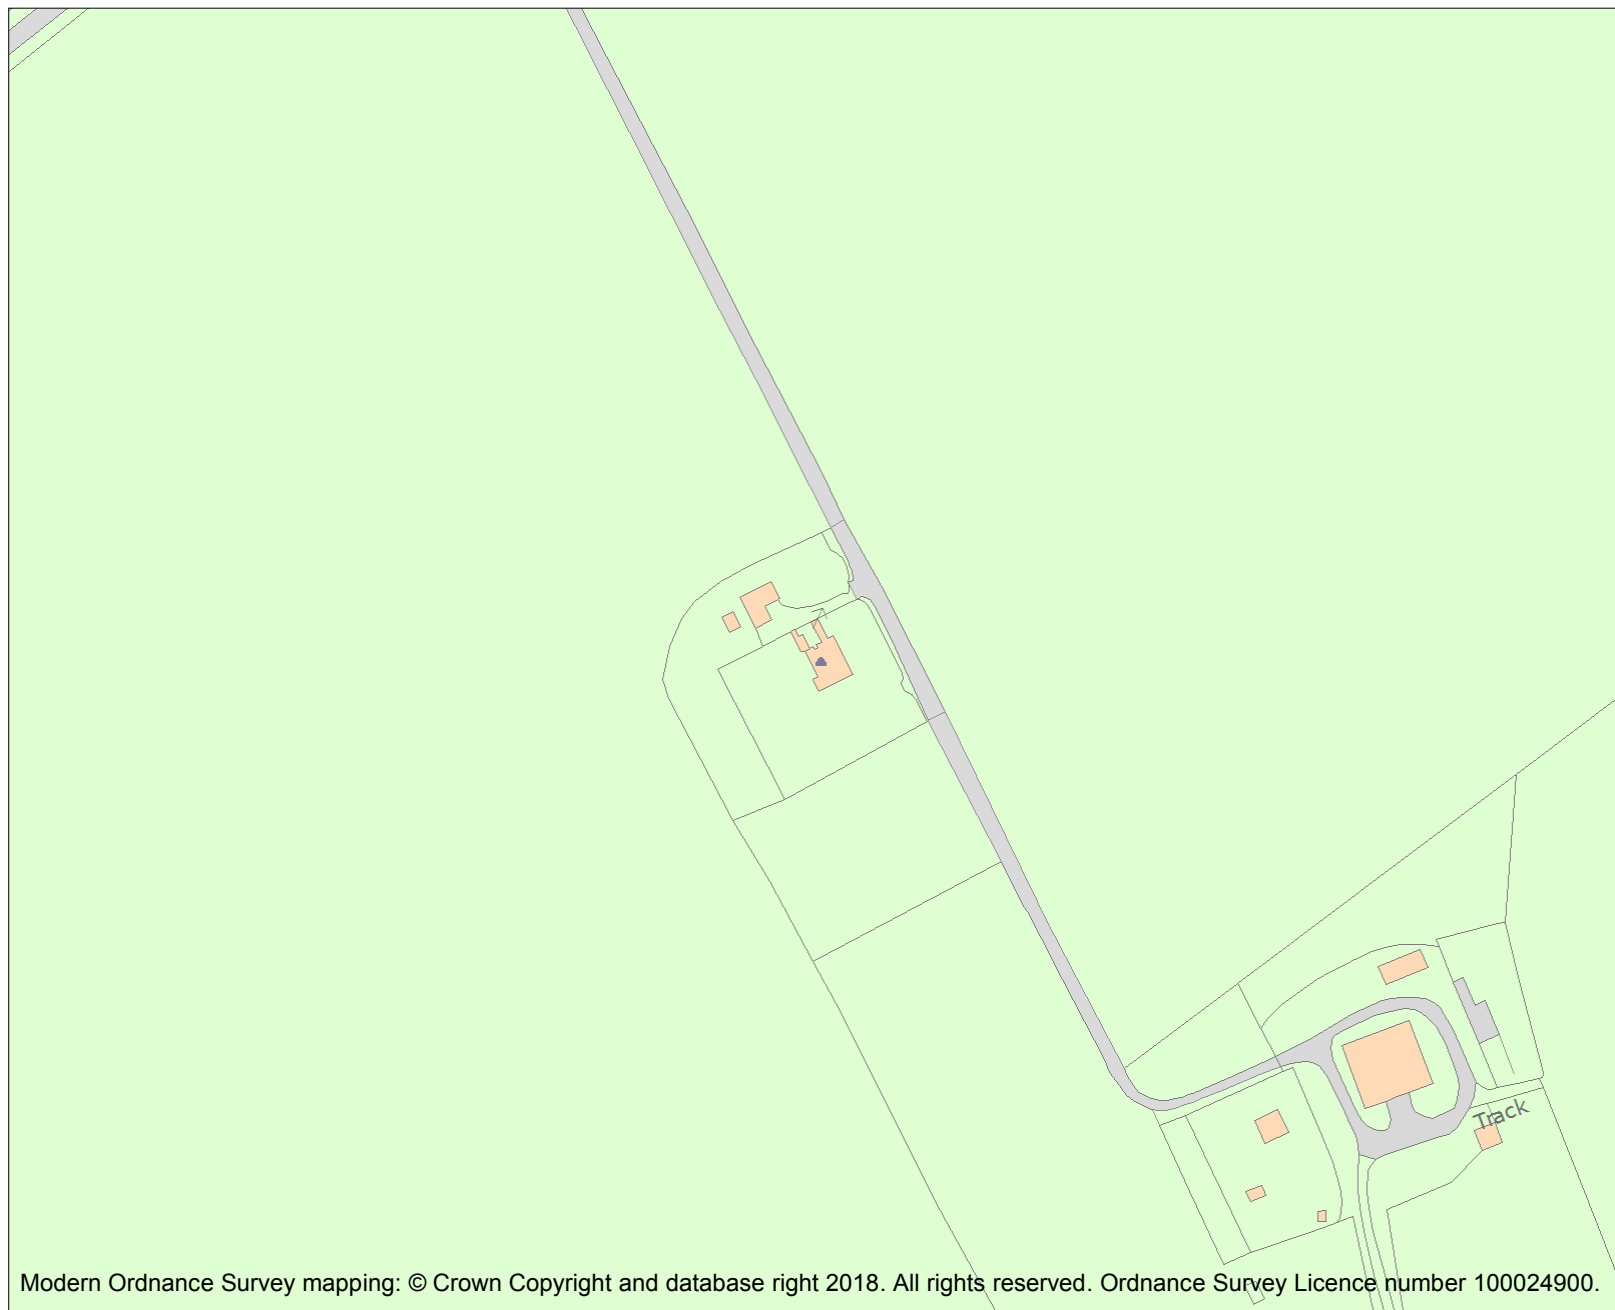 Track
Modern Ordnance Survey mapping: © Crown Copyright and database right 2018. All rights reserved. Ordnance Survey Licence number 100024900.